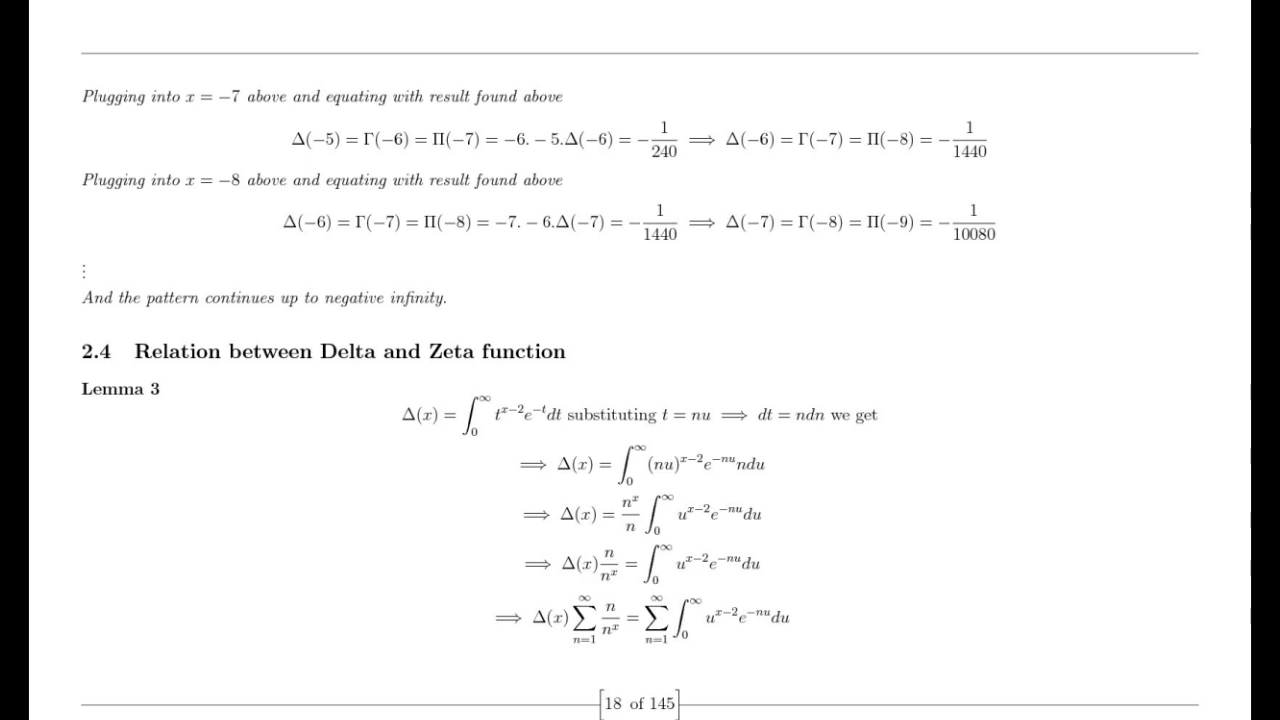 Plugging into x = −7 above and equating with result found above
Δ(−5) = Γ(−6) = Π(−7) = −6. − 5.Δ(−6) = −1/240 ⟹ Δ(−6) = Γ(−7) = Π(−8) = −1/1440
Plugging into x = −8 above and equating with result found above
Δ(−6) = Γ(−7) = Π(−8) = −7. − 6.Δ(−7) = −1/1440 ⟹ Δ(−7) = Γ(−8) = Π(−9) = −1/10080
⋮
And the pattern continues up to negative infinity.
2.4 Relation between Delta and Zeta function
Lemma 3
Δ(x) = ∫₀^∞ t^{x−2}e^{−t}dt substituting t = nu ⟹ dt = ndn we get
⟹ Δ(x) = ∫₀^∞ (nu)^{x−2}e^{−nu}ndu
⟹ Δ(x) = n^x/n ∫₀^∞ u^{x−2}e^{−nu}du
⟹ Δ(x) n/n^x = ∫₀^∞ u^{x−2}e^{−nu}du
⟹ Δ(x) ∑_{n=1}^∞ n/n^x = ∑_{n=1}^∞ ∫₀^∞ u^{x−2}e^{−nu}du
[18 of 145]